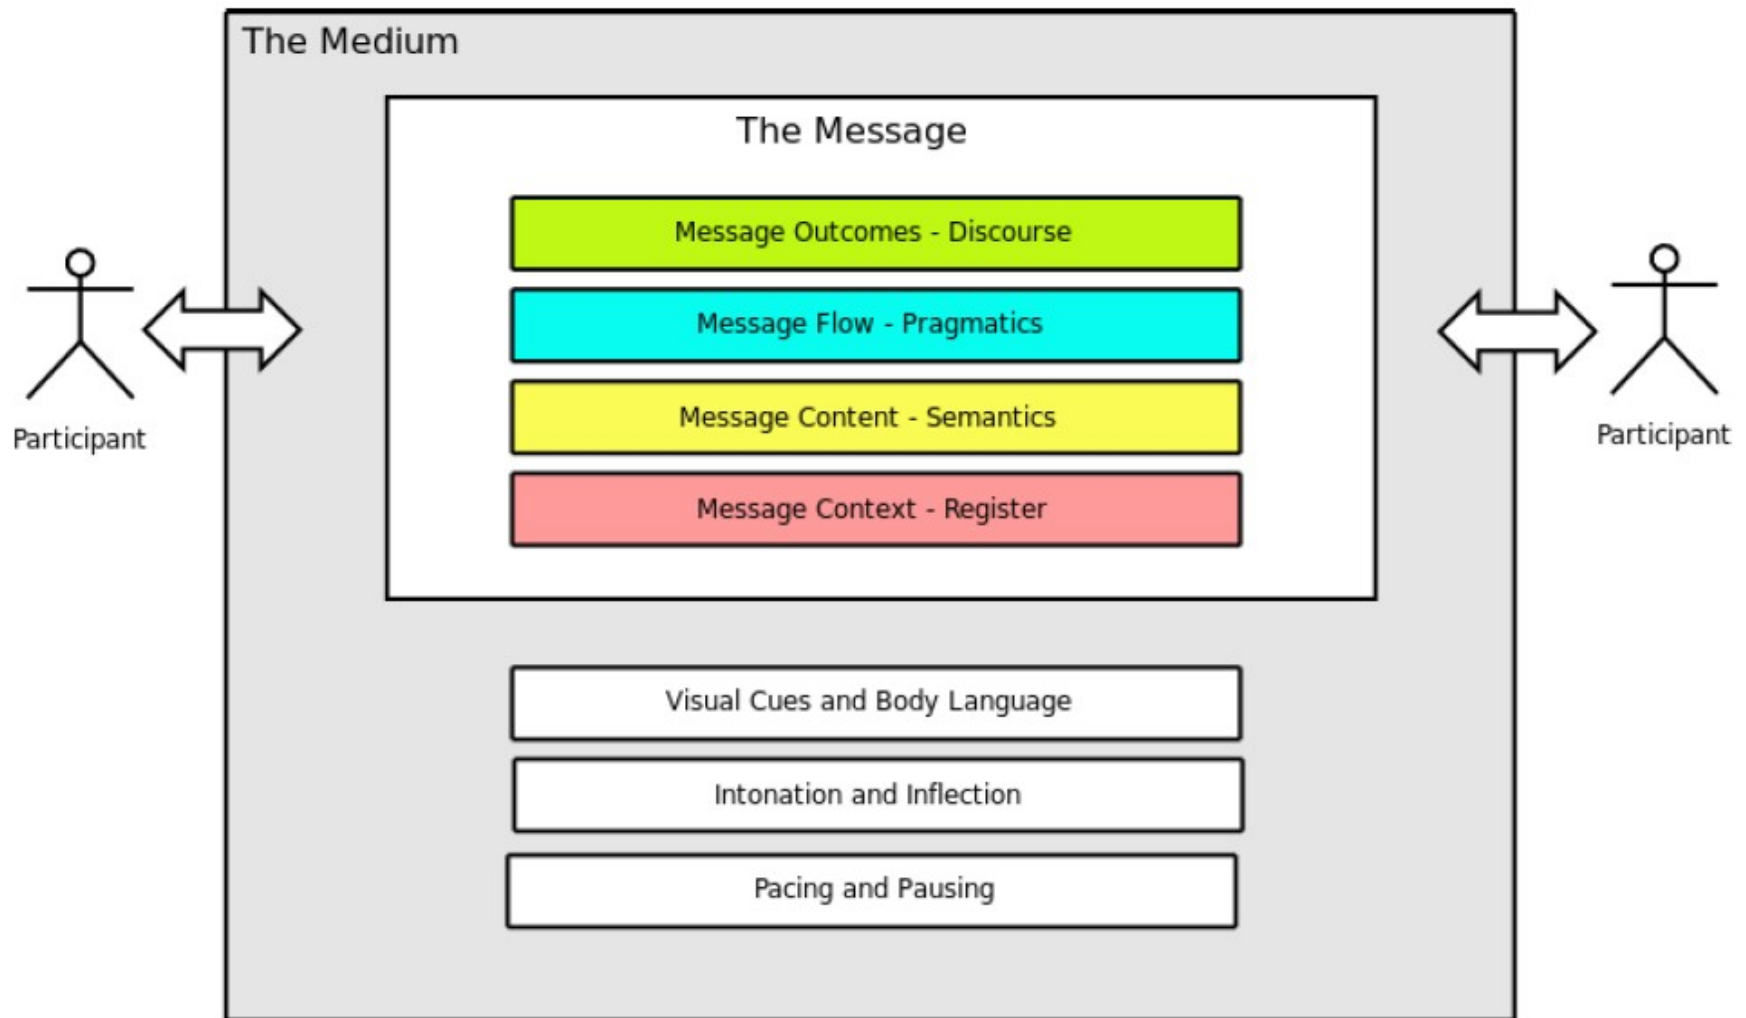 The Medium
The Message
Message Outcomes - Discourse
Message Flow - Pragmatics
Message Content - Semantics
Message Context - Register
Participant
Participant
Visual Cues and Body Language
Intonation and Inflection
Pacing and Pausing